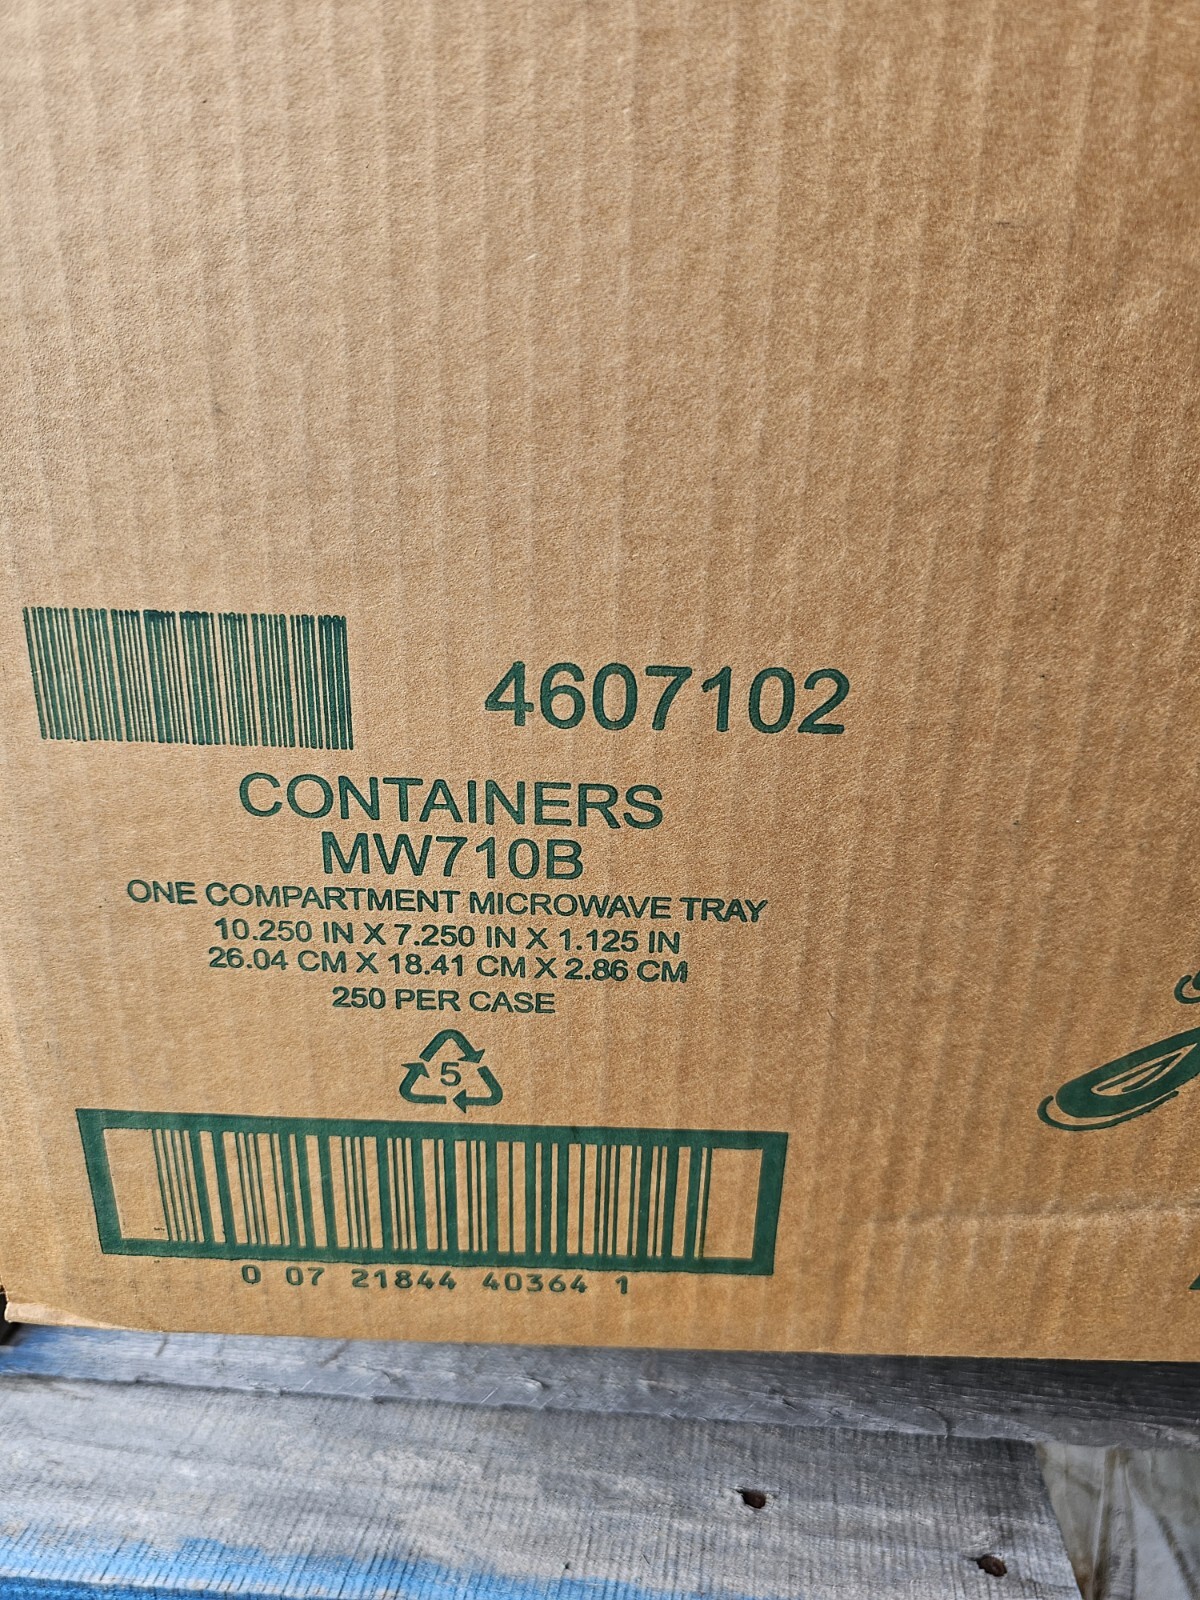 4607102
CONTAINERS
MW710B
ONE COMPARTMENT MICROWAVE TRAY
10.250 IN X 7.250 IN X 1.125 IN
26.04 CM X 18.41 CM X 2.86 CM
250 PER CASE
5
0 07 21844 40364 1